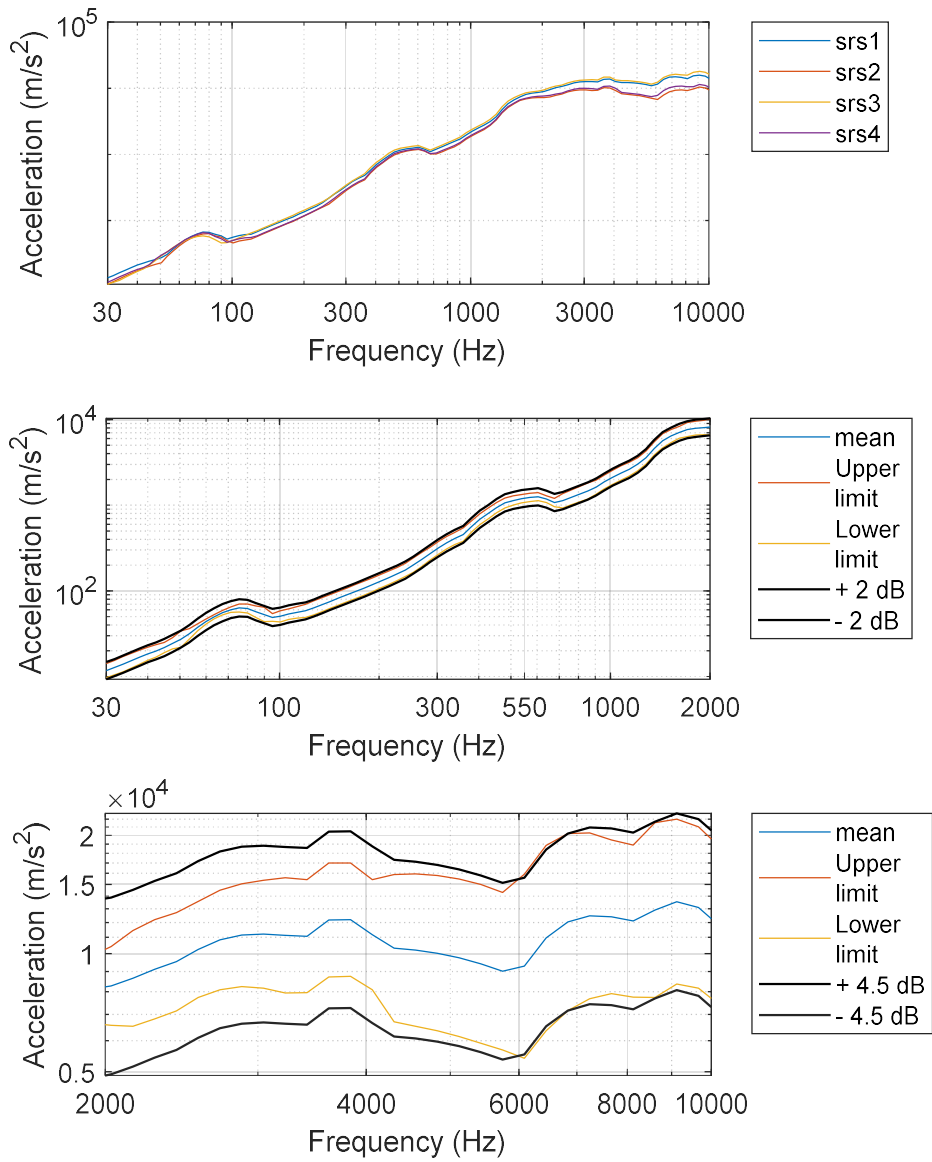 10^5
Acceleration (m/s^2)
30 100 300 1000 3000 10000
Frequency (Hz)
srs1
srs2
srs3
srs4
10^4
10^2
Acceleration (m/s^2)
30 100 300 550 1000 2000
Frequency (Hz)
mean
Upper
limit
Lower
limit
+ 2 dB
- 2 dB
×10^4
2
1.5
1
0.5
Acceleration (m/s^2)
2000 4000 6000 8000 10000
Frequency (Hz)
mean
Upper
limit
Lower
limit
+ 4.5 dB
- 4.5 dB